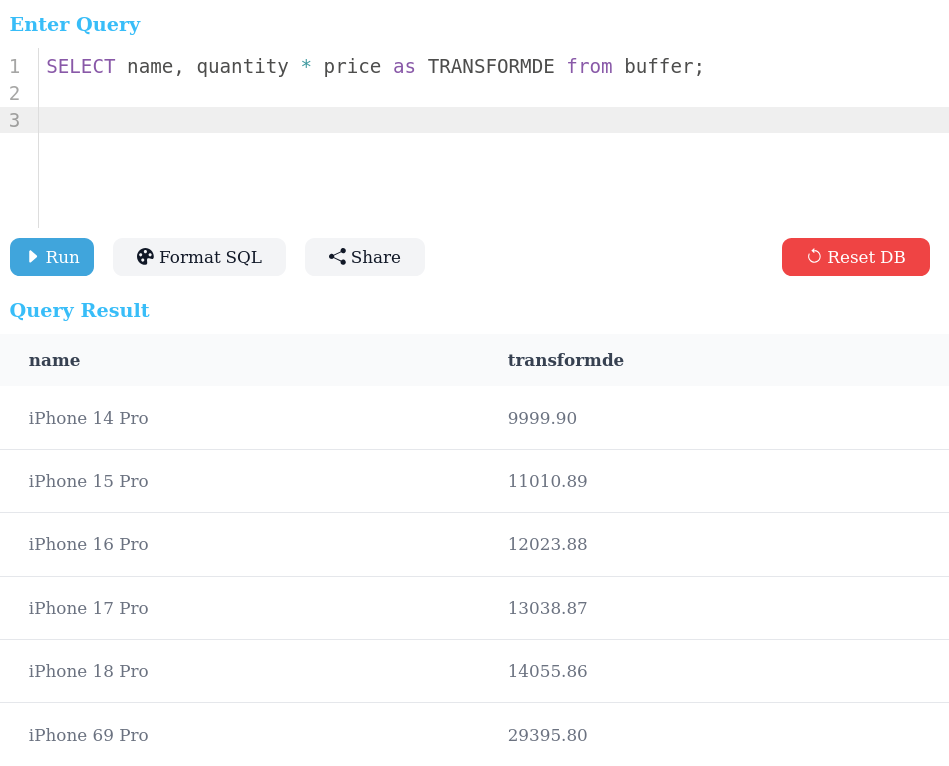 Enter Query
1 SELECT name, quantity * price as TRANSFORMDE from buffer;
2
3
Run Format SQL Share Reset DB
Query Result
name transformde
iPhone 14 Pro 9999.90
iPhone 15 Pro 11010.89
iPhone 16 Pro 12023.88
iPhone 17 Pro 13038.87
iPhone 18 Pro 14055.86
iPhone 69 Pro 29395.80